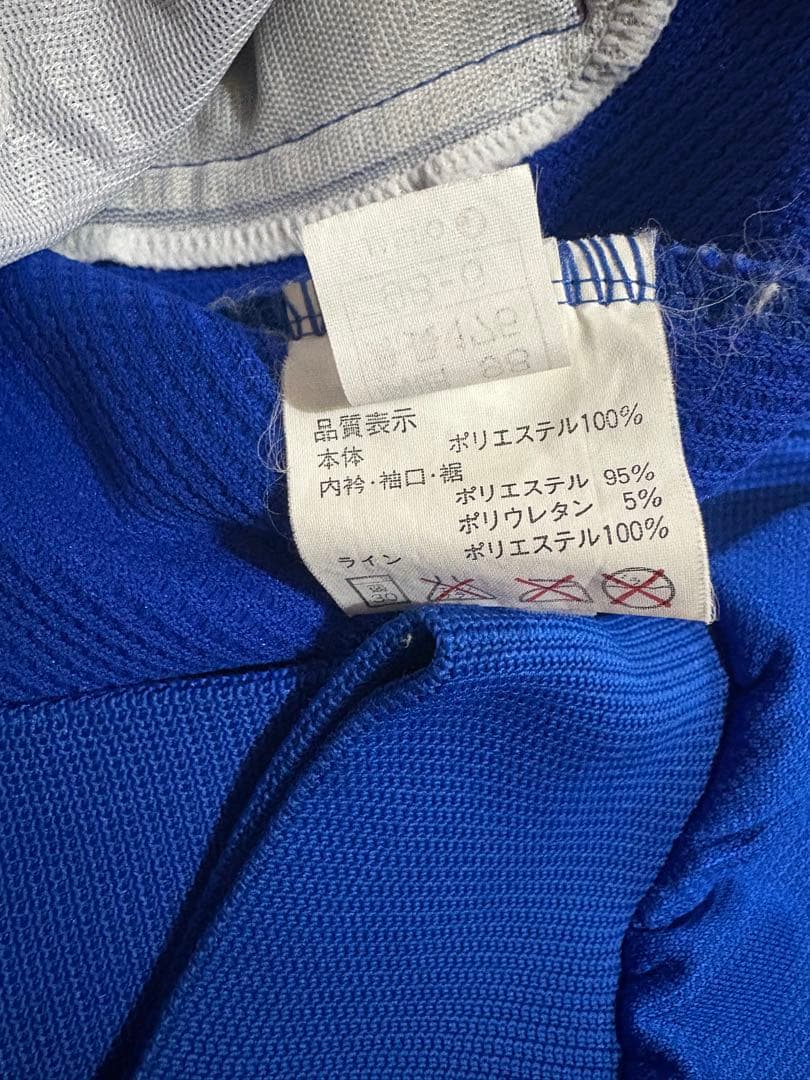 品質表示
本体 ポリエステル100%
内衿・袖口・裾
ポリエステル 95%
ポリウレタン 5%
ライン ポリエステル100%